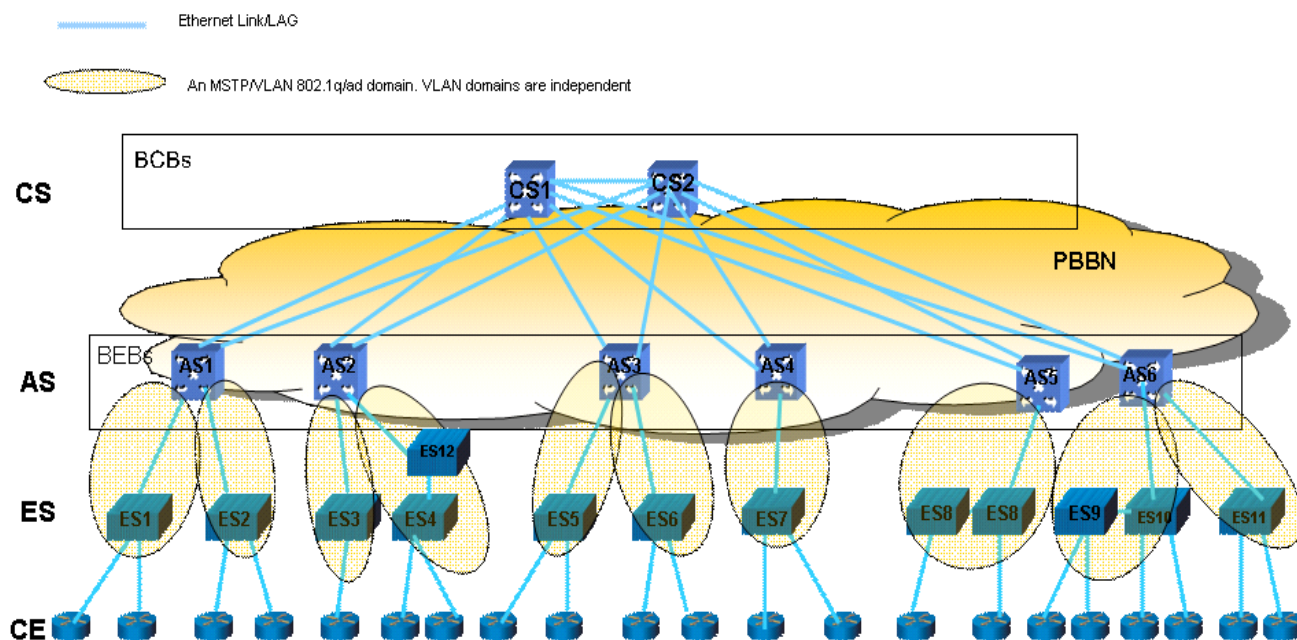 Ethernet Link/LAG
An MSTP/VLAN 802.1q/ad domain. VLAN domains are independent
BCBs
CS
CS1
CS2
PBBN
BEBs
AS
AS1
AS2
AS3
AS4
AS5
AS6
ES12
ES
ES1
ES2
ES3
ES4
ES5
ES6
ES7
ES8
ES8
ES9
ES10
ES11
CE